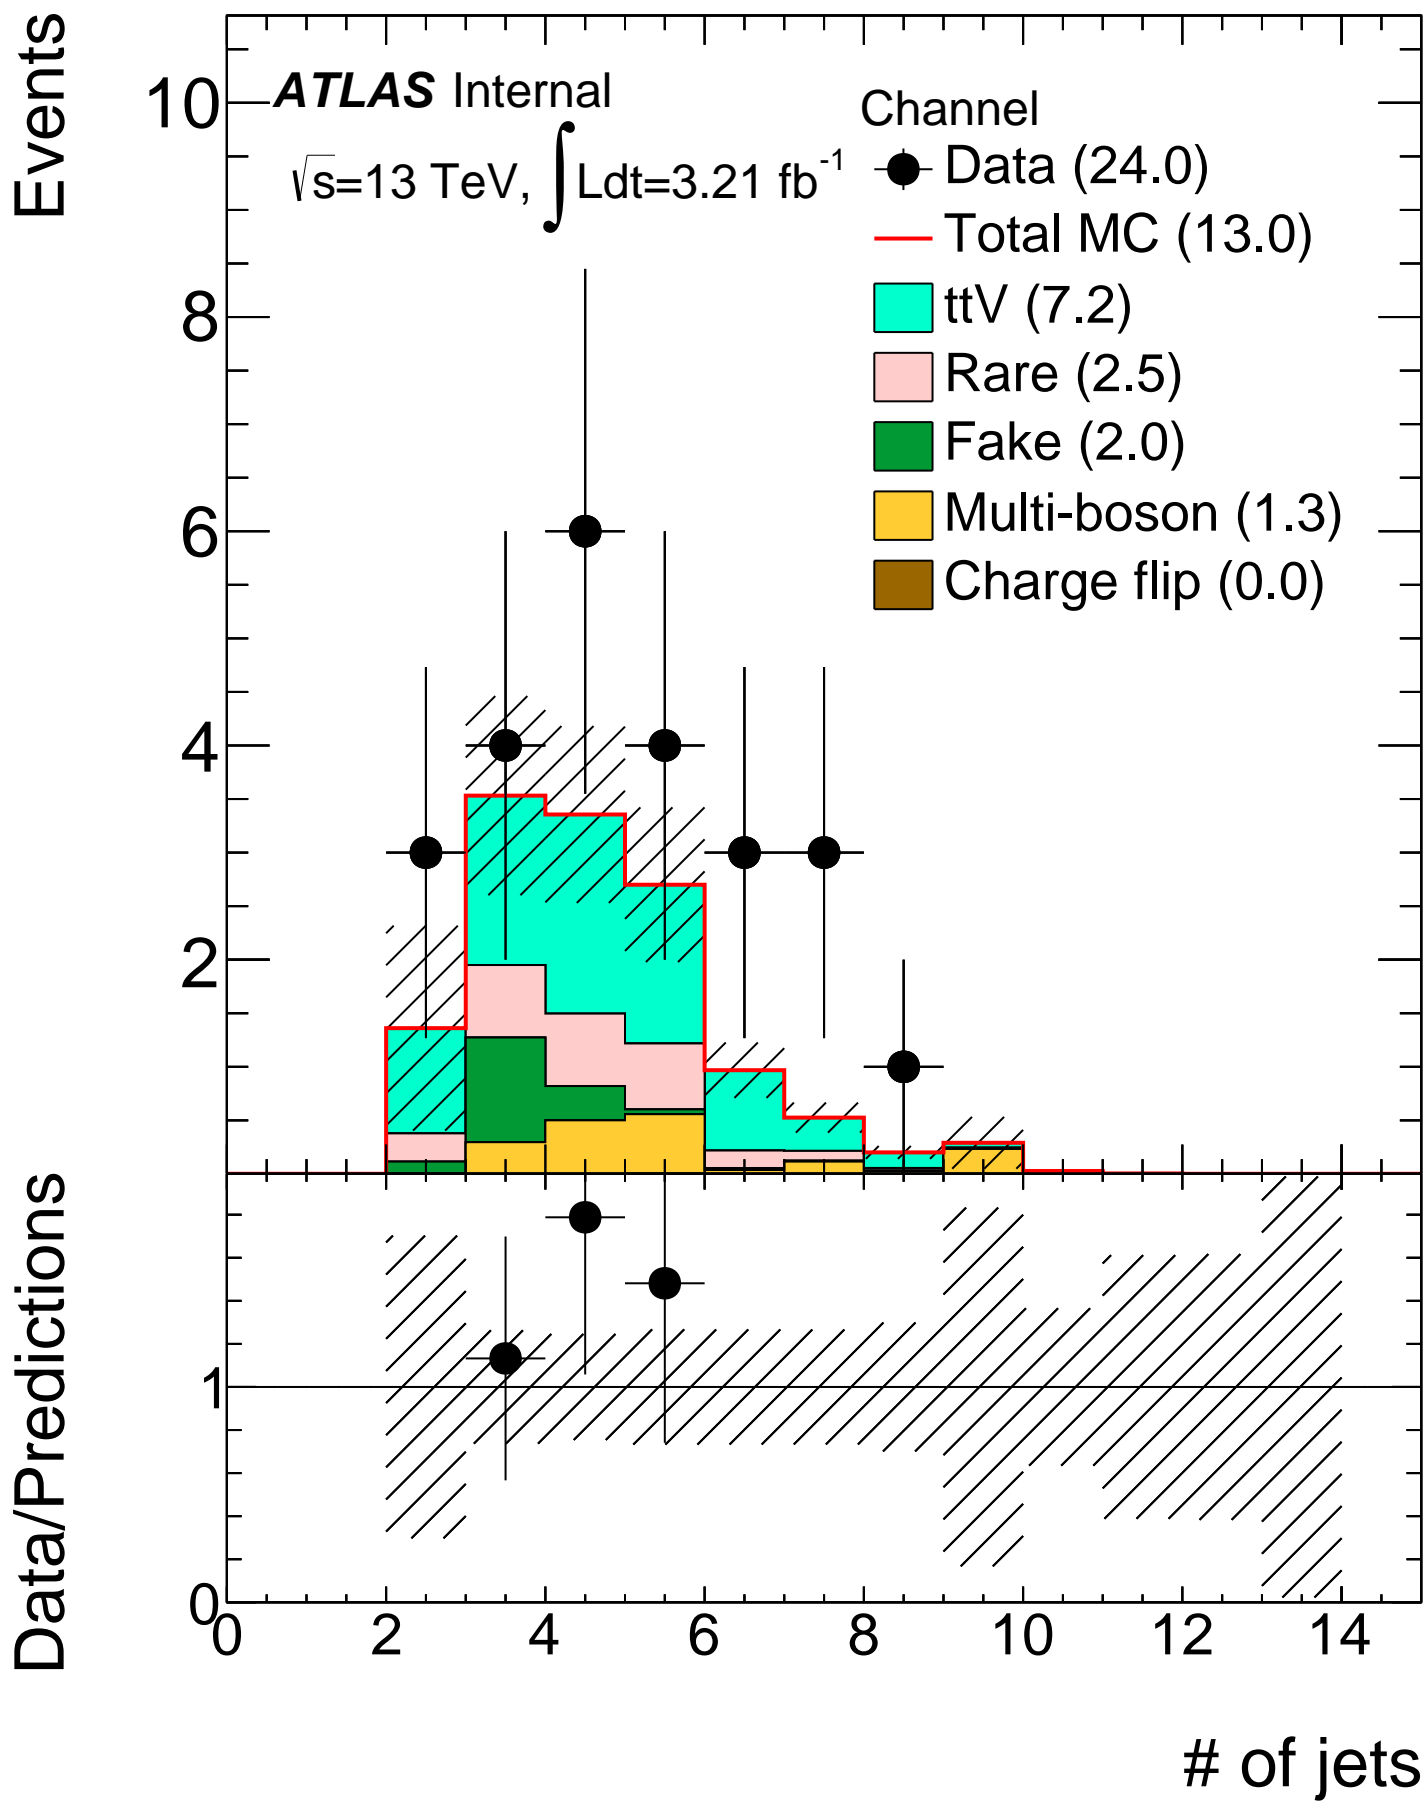 Events
10
8
6
4
2
ATLAS Internal
√s=13 TeV, ∫Ldt=3.21 fb⁻¹
Channel
Data (24.0)
Total MC (13.0)
ttV (7.2)
Rare (2.5)
Fake (2.0)
Multi-boson (1.3)
Charge flip (0.0)
Data/Predictions
1
0
0 2 4 6 8 10 12 14
# of jets